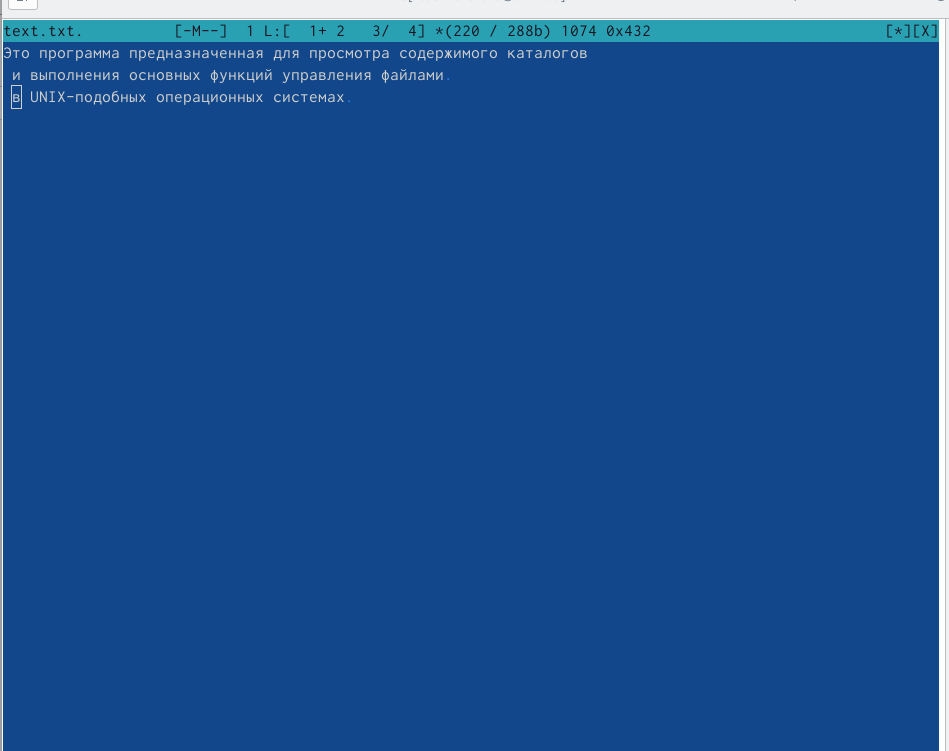 text.txt. [-M--] 1 L:[ 1+ 2 3/ 4] *(220 / 288b) 1074 0x432 [*][X]
Это программа предназначенная для просмотра содержимого каталогов
и выполнения основных функций управления файлами.
в UNIX-подобных операционных системах.